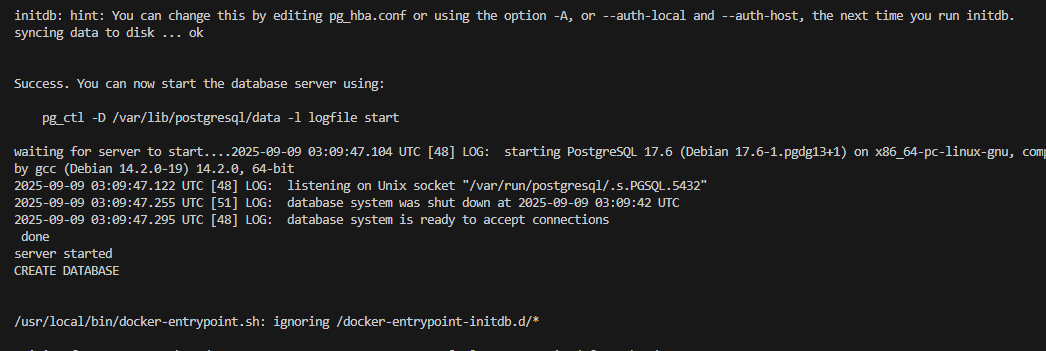 initdb: hint: You can change this by editing pg_hba.conf or using the option -A, or --auth-local and --auth-host, the next time you run initdb.
syncing data to disk ... ok
Success. You can now start the database server using:
pg_ctl -D /var/lib/postgresql/data -l logfile start
waiting for server to start....2025-09-09 03:09:47.104 UTC [48] LOG:  starting PostgreSQL 17.6 (Debian 17.6-1.pgdg13+1) on x86_64-pc-linux-gnu, comp
by gcc (Debian 14.2.0-19) 14.2.0, 64-bit
2025-09-09 03:09:47.122 UTC [48] LOG:  listening on Unix socket "/var/run/postgresql/.s.PGSQL.5432"
2025-09-09 03:09:47.255 UTC [51] LOG:  database system was shut down at 2025-09-09 03:09:42 UTC
2025-09-09 03:09:47.295 UTC [48] LOG:  database system is ready to accept connections
done
server started
CREATE DATABASE
/usr/local/bin/docker-entrypoint.sh: ignoring /docker-entrypoint-initdb.d/*